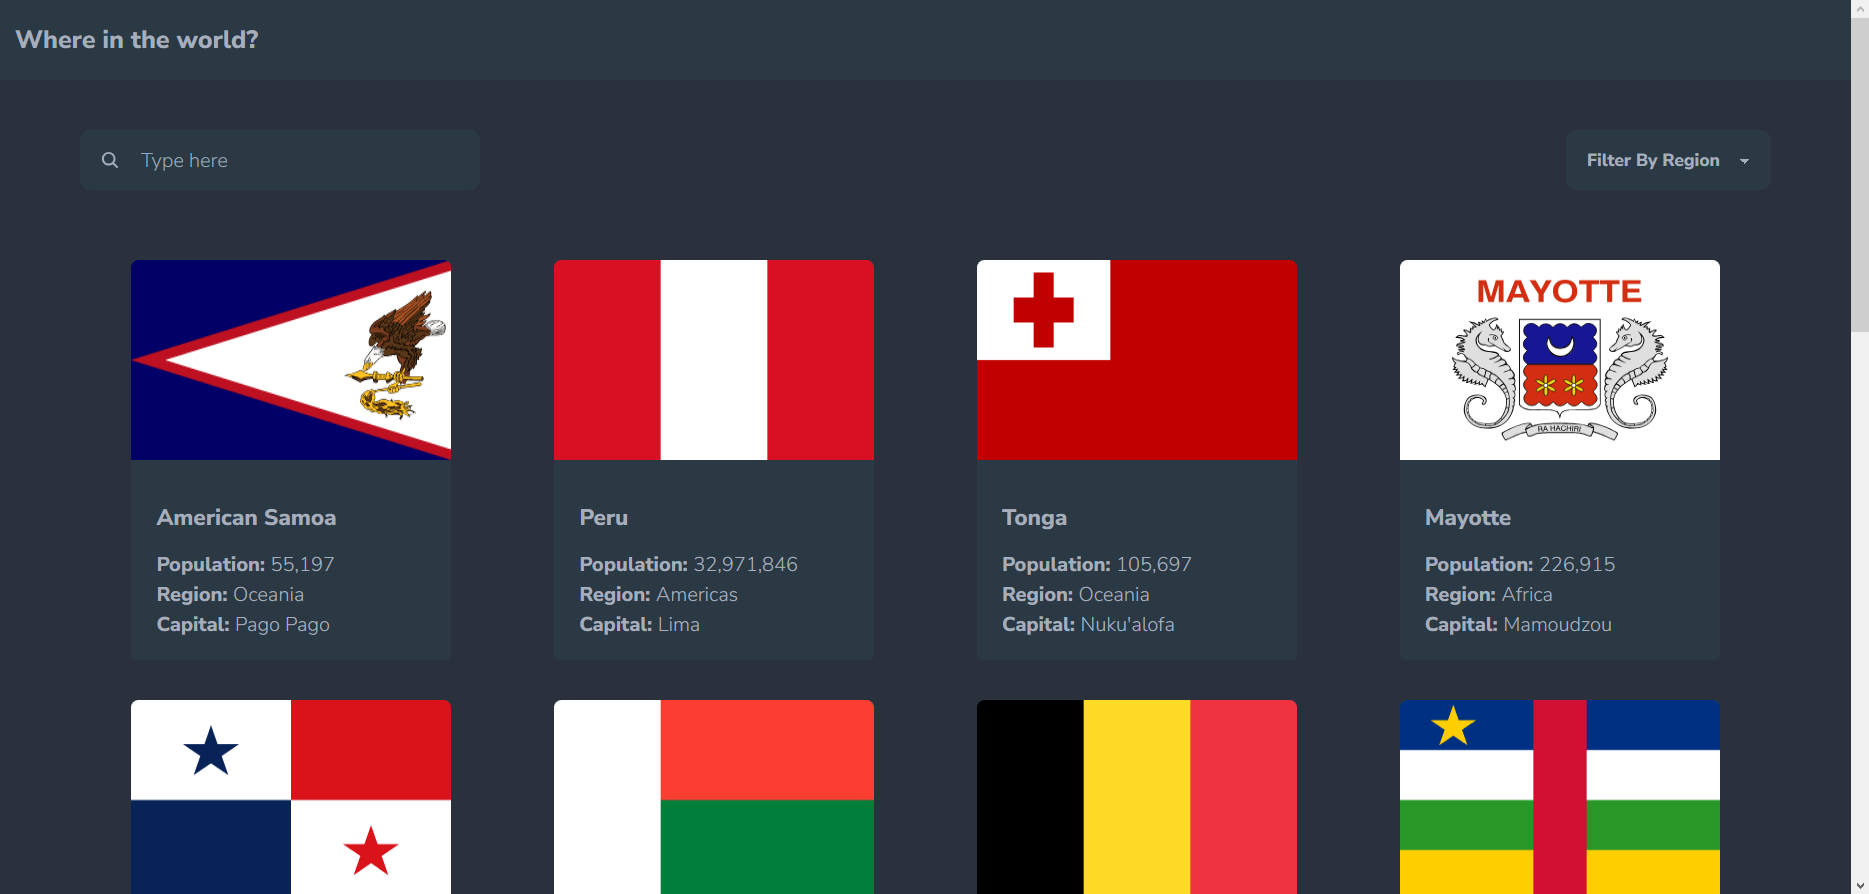 Where in the world?
Type here
Filter By Region
MAYOTTE
RA HACHIRI
American Samoa
Population: 55,197
Region: Oceania
Capital: Pago Pago
Peru
Population: 32,971,846
Region: Americas
Capital: Lima
Tonga
Population: 105,697
Region: Oceania
Capital: Nuku'alofa
Mayotte
Population: 226,915
Region: Africa
Capital: Mamoudzou